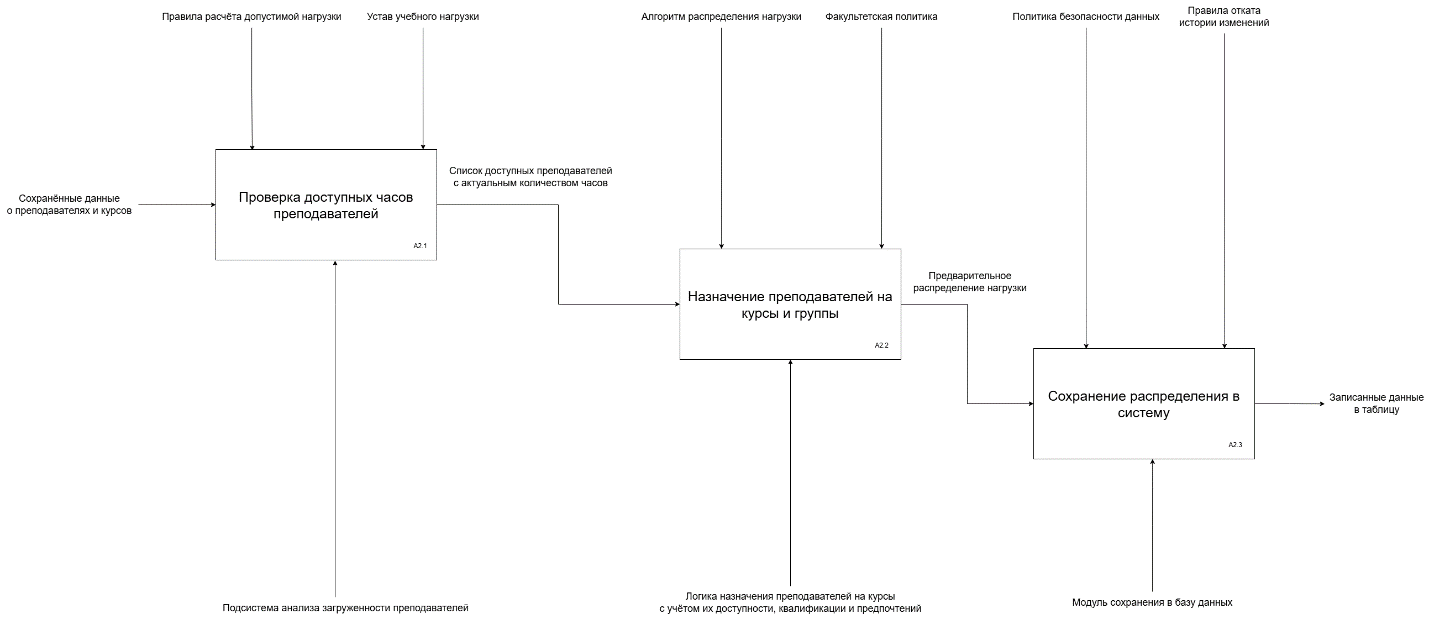 Правила расчёта допустимой нагрузки
Устав учебного нагрузки
Алгоритм распределения нагрузки
Факультетская политика
Политика безопасности данных
Правила отката
истории изменений
Сохранённые данные
о преподавателях и курсов
Проверка доступных часов
преподавателей
A2.1
Список доступных преподавателей
с актуальным количеством часов
Назначение преподавателей на
курсы и группы
A2.2
Предварительное
распределение нагрузки
Сохранение распределения в
систему
A2.3
Записанные данные
в таблицу
Подсистема анализа загруженности преподавателей
Логика назначения преподавателей на курсы
с учётом их доступности, квалификации и предпочтений
Модуль сохранения в базу данных